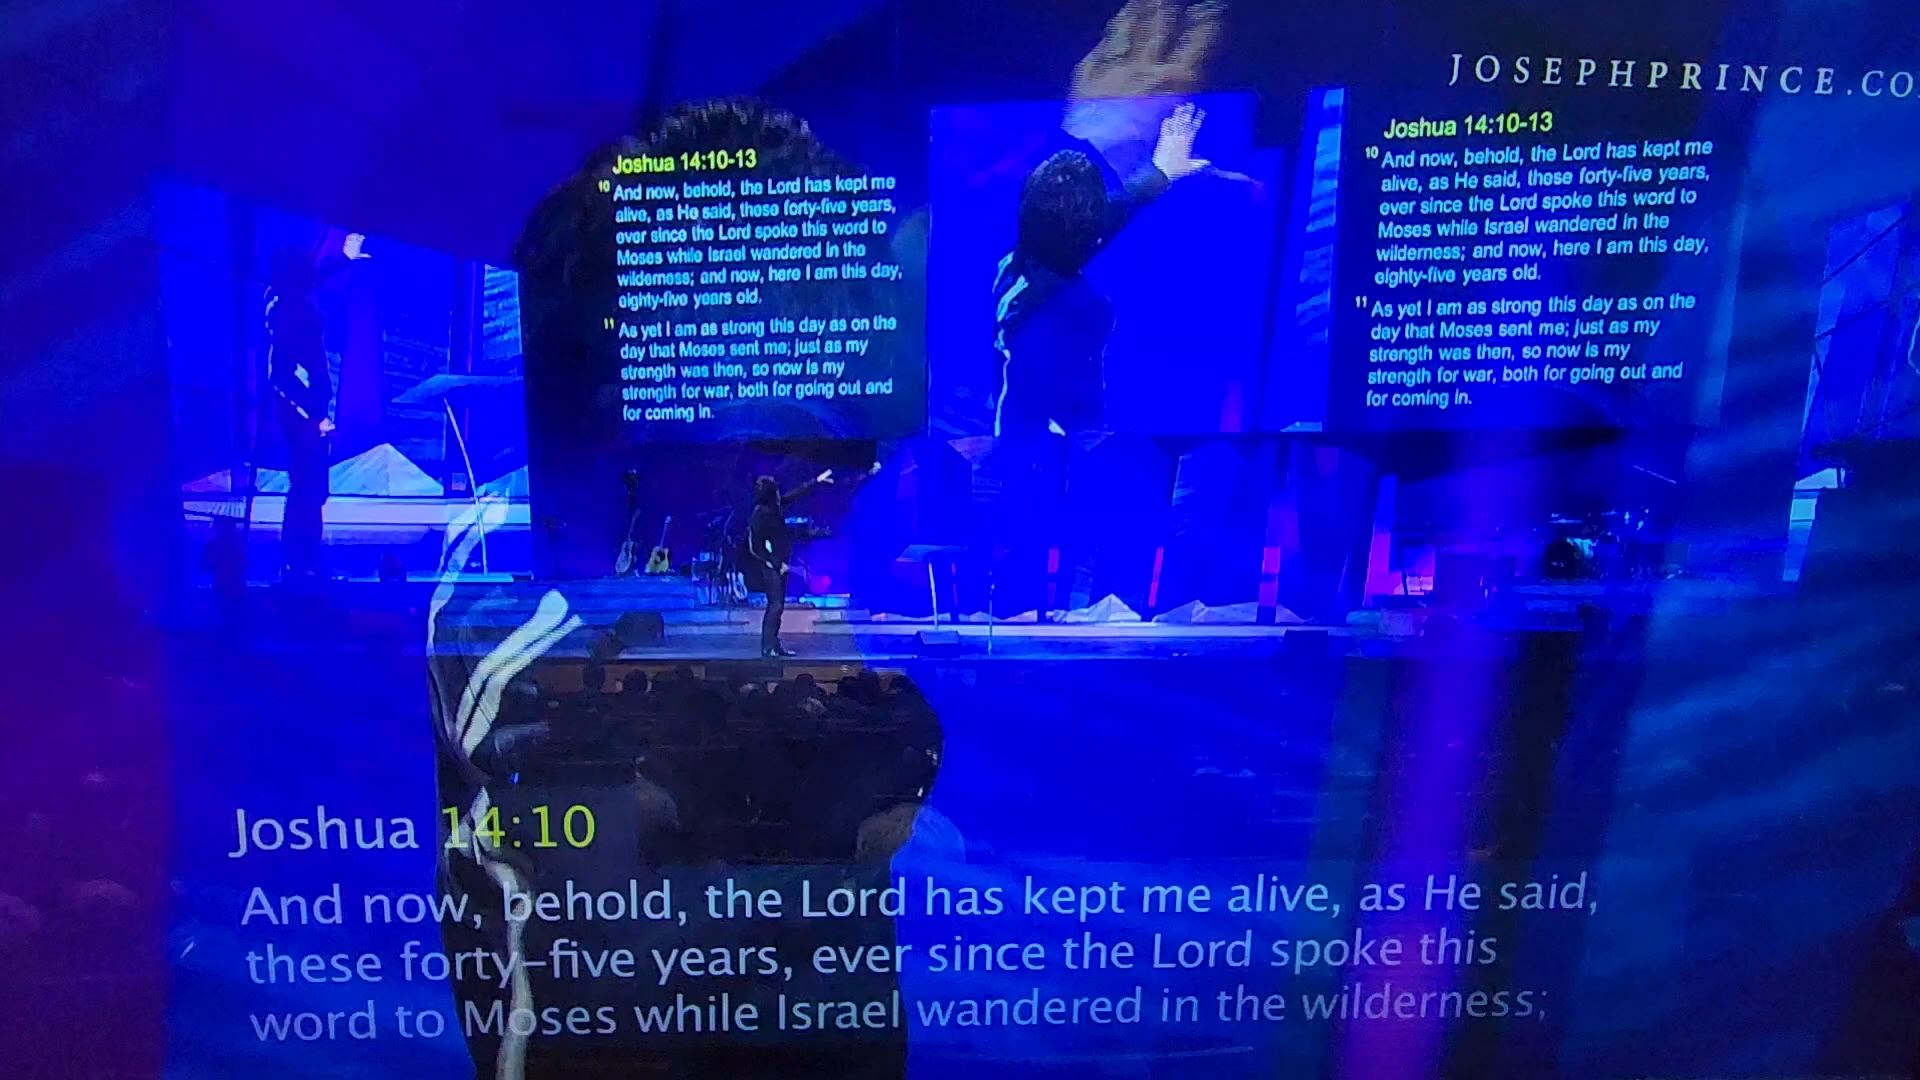 JOSEPHPRINCE.CO
Joshua 14:10-13
10 And now, behold, the Lord has kept me
alive, as He said, these forty-five years,
ever since the Lord spoke this word to
Moses while Israel wandered in the
wilderness; and now, here I am this day,
eighty-five years old.
11 As yet I am as strong this day as on the
day that Moses sent me; just as my
strength was then, so now is my
strength for war, both for going out and
for coming in.
Joshua 14:10-13
10 And now, behold, the Lord has kept me
alive, as He said, these forty-five years,
ever since the Lord spoke this word to
Moses while Israel wandered in the
wilderness; and now, here I am this day,
eighty-five years old.
11 As yet I am as strong this day as on the
day that Moses sent me; just as my
strength was then, so now is my
strength for war, both for going out and
for coming in.
Joshua 14:10
And now, behold, the Lord has kept me alive, as He said,
these forty-five years, ever since the Lord spoke this
word to Moses while Israel wandered in the wilderness;